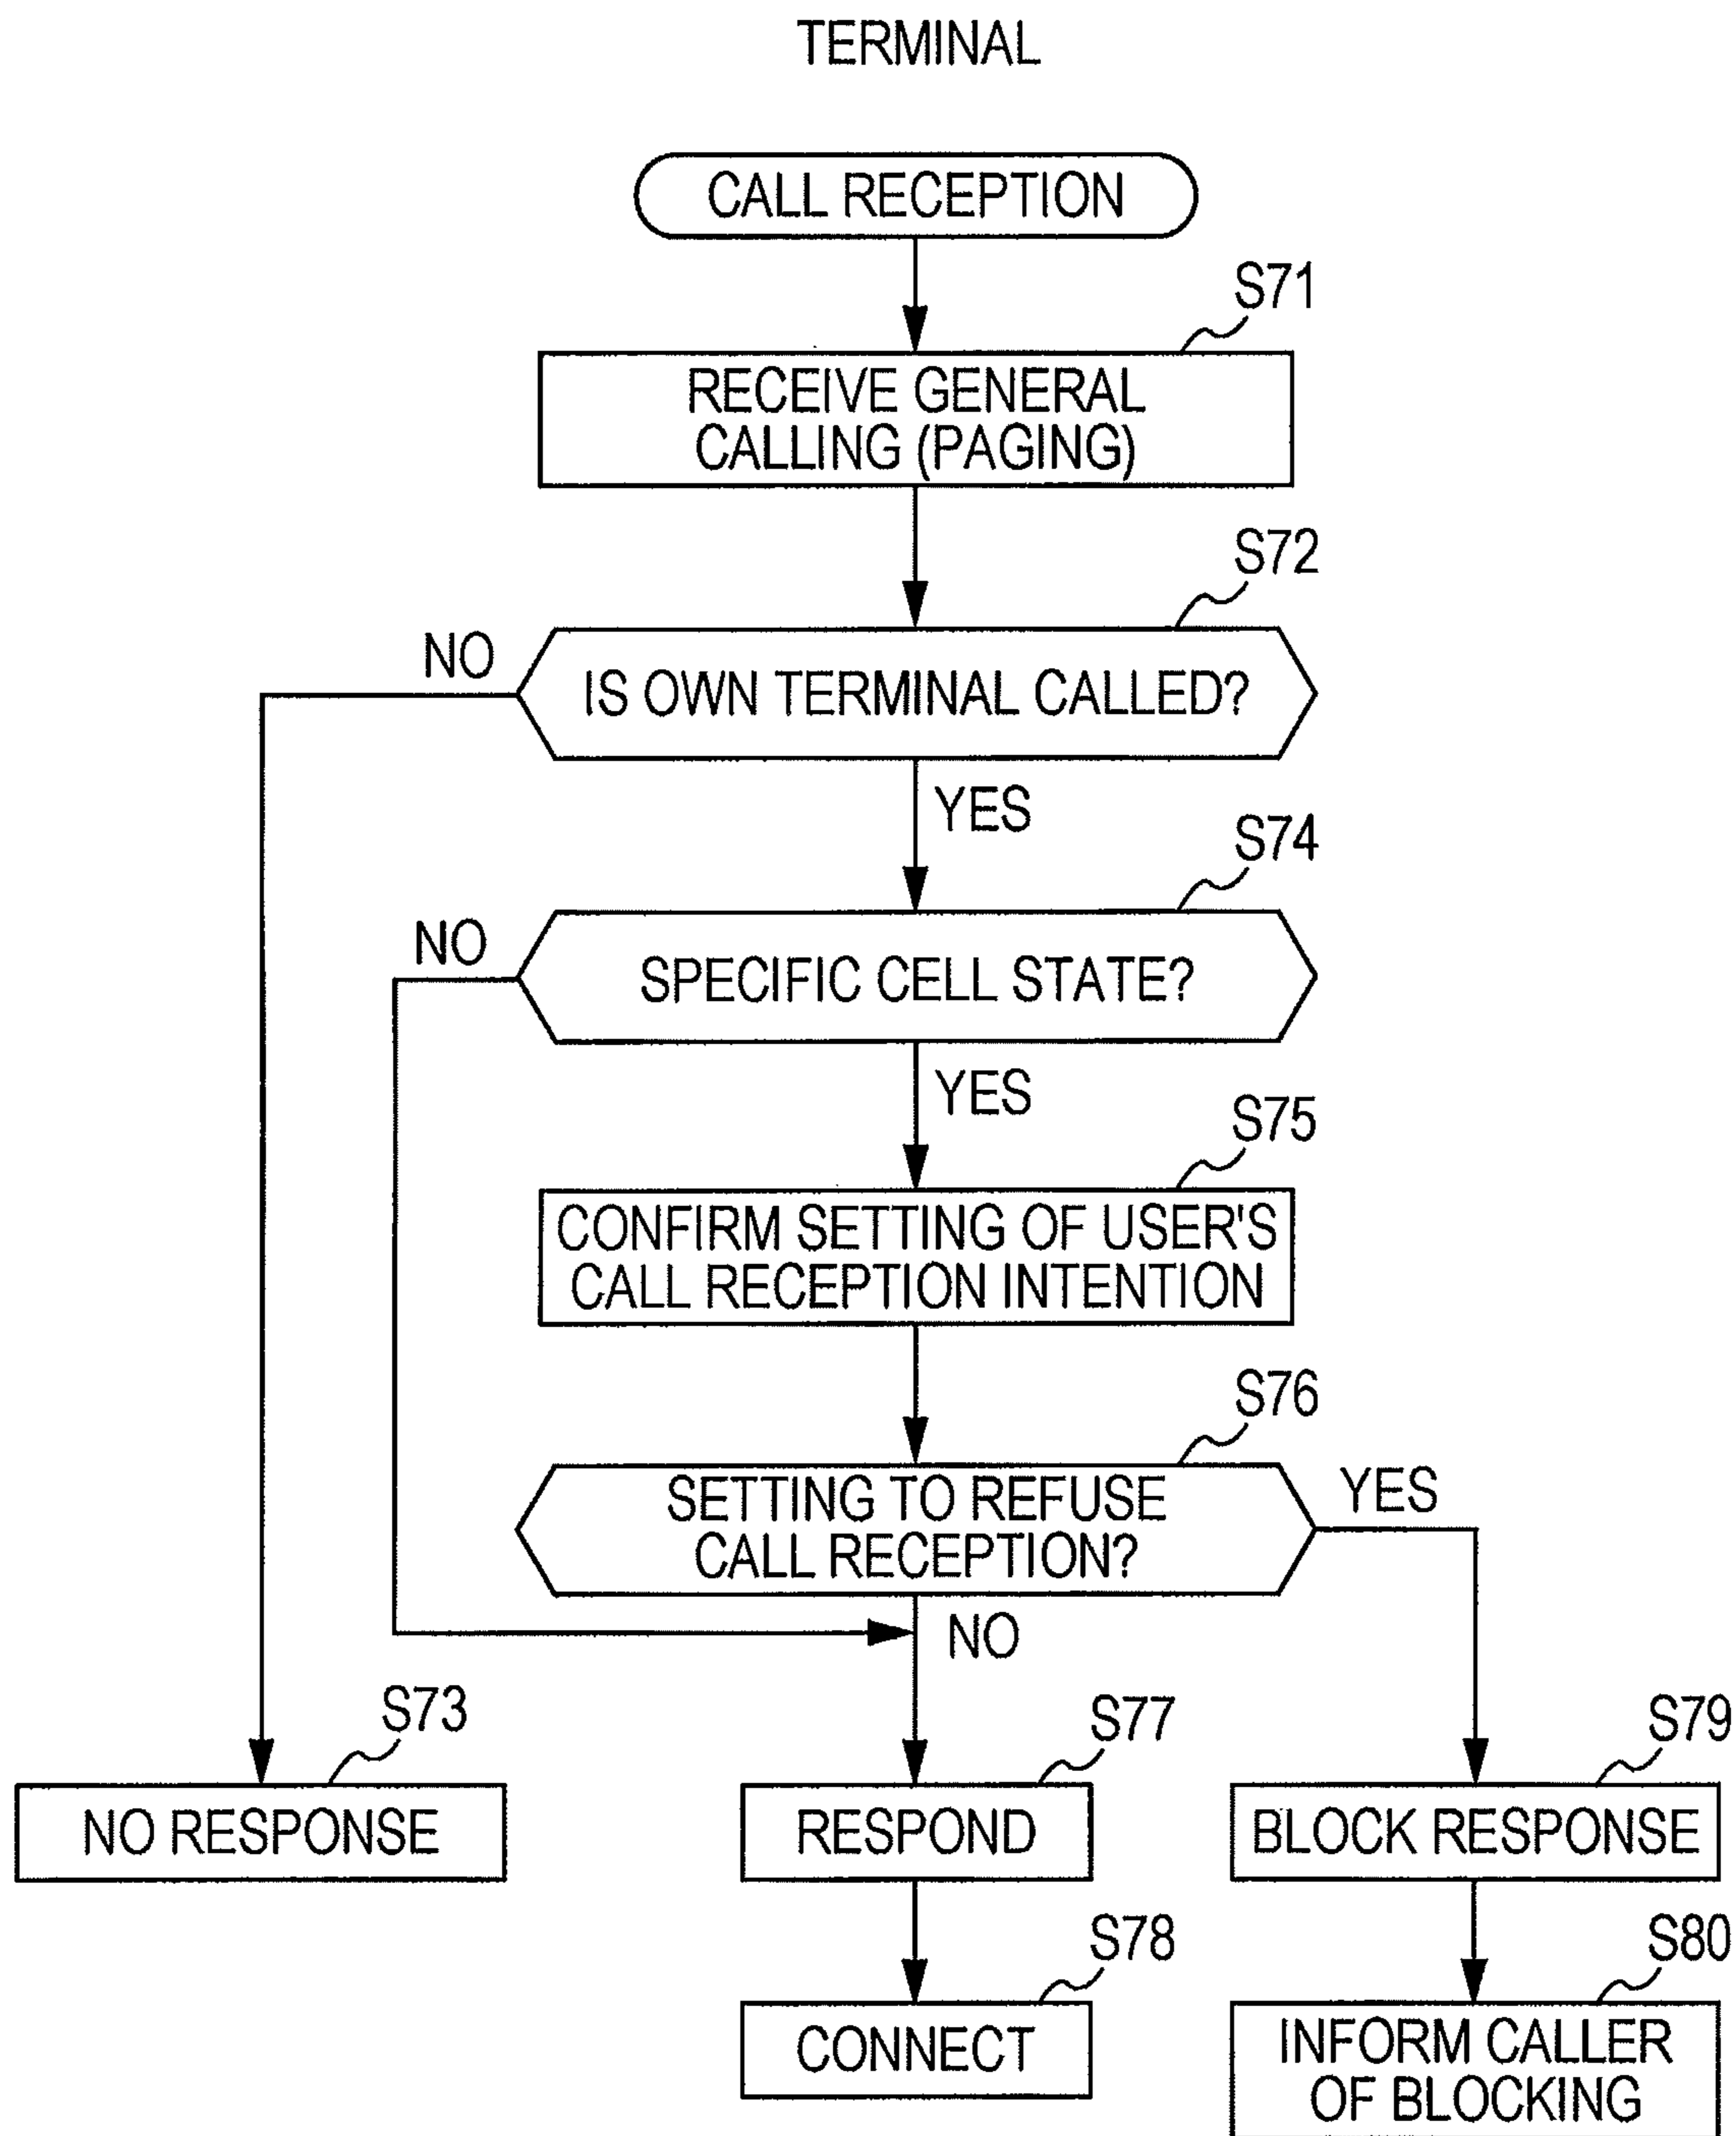 TERMINAL
CALL RECEPTION
S71
RECEIVE GENERAL
CALLING (PAGING)
S72
NO
IS OWN TERMINAL CALLED?
YES
S74
NO
SPECIFIC CELL STATE?
YES
S75
CONFIRM SETTING OF USER'S
CALL RECEPTION INTENTION
S76
SETTING TO REFUSE
CALL RECEPTION?
YES
NO
S73
NO RESPONSE
S77
RESPOND
S79
BLOCK RESPONSE
S78
CONNECT
S80
INFORM CALLER
OF BLOCKING